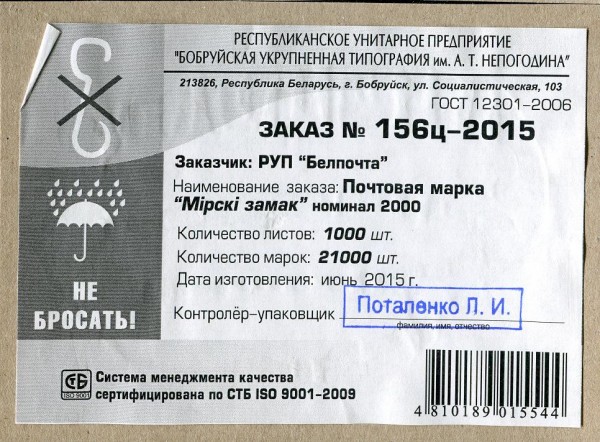 РЕСПУБЛИКАНСКОЕ УНИТАРНОЕ ПРЕДПРИЯТИЕ
"БОБРУЙСКАЯ УКРУПНЕННАЯ ТИПОГРАФИЯ им. А. Т. НЕПОГОДИНА"
213826, Республика Беларусь, г. Бобруйск, ул. Социалистическая, 103
ГОСТ 12301–2006
ЗАКАЗ № 156ц–2015
Заказчик: РУП "Белпочта"
Наименование заказа: Почтовая марка
"Мірскі замак" номинал 2000
Количество листов: 1000 шт.
Количество марок: 21000 шт.
Дата изготовления: июнь 2015 г.
Контролёр–упаковщик Поталенко Л. И.
фамилия, имя, отчество
НЕ
БРОСАТЬ!
СТБ
ISO 9001
Система менеджмента качества
сертифицирована по СТБ ISO 9001–2009
4 810189 015544